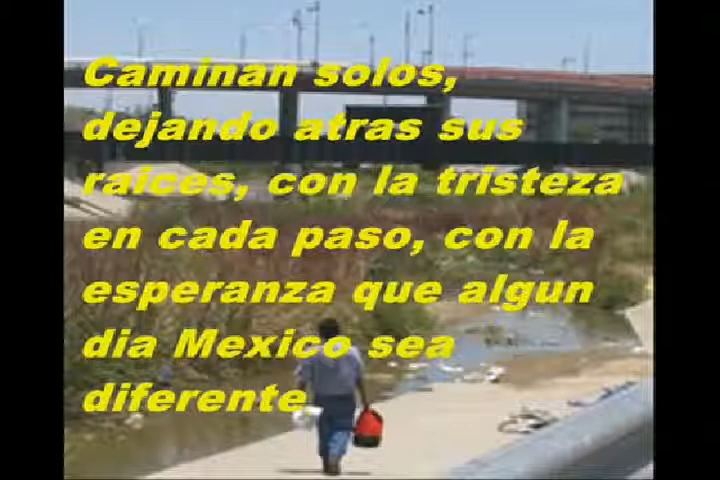 Caminan solos,
dejando atras sus
raices, con la tristeza
en cada paso, con la
esperanza que algun
dia Mexico sea
diferente